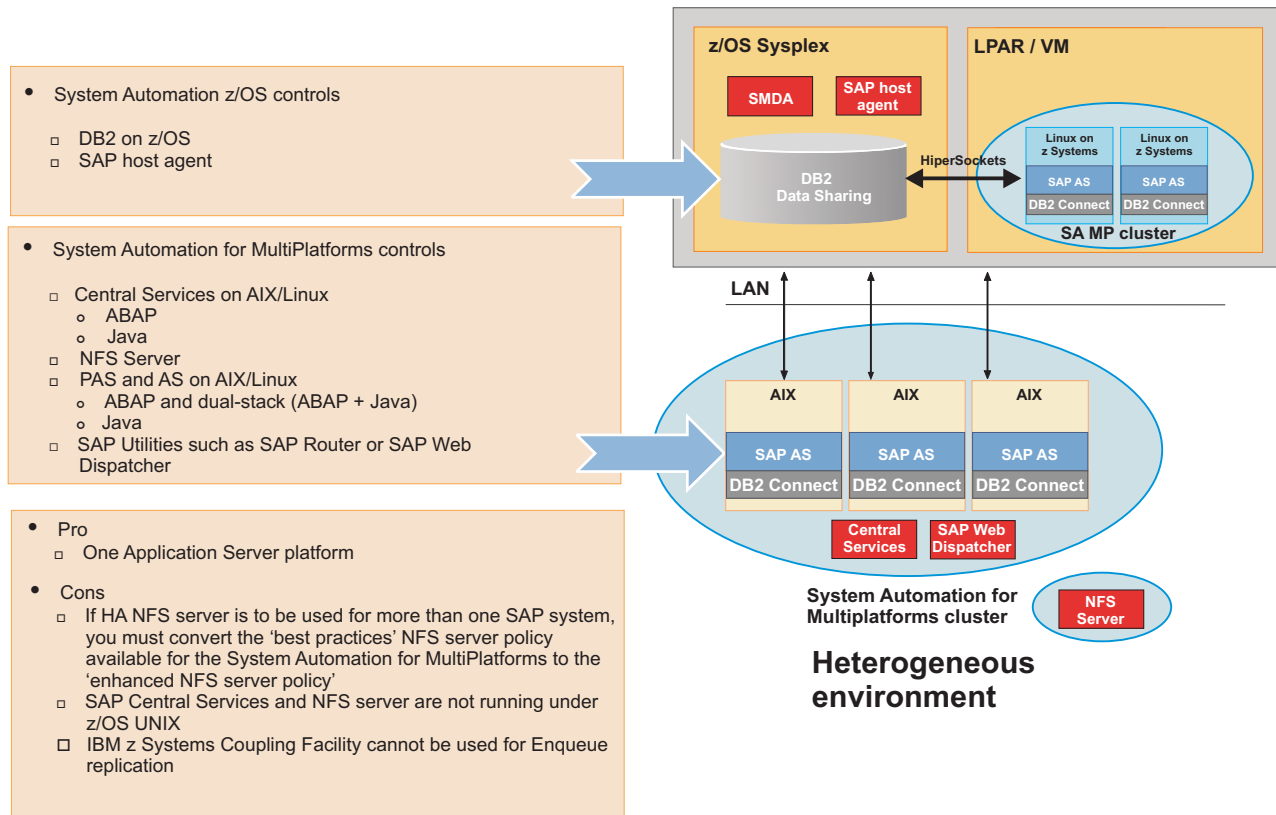 • System Automation z/OS controls
□ DB2 on z/OS
□ SAP host agent
• System Automation for MultiPlatforms controls
□ Central Services on AIX/Linux
o ABAP
o Java
□ NFS Server
□ PAS and AS on AIX/Linux
o ABAP and dual-stack (ABAP + Java)
o Java
□ SAP Utilities such as SAP Router or SAP Web
Dispatcher
• Pro
□ One Application Server platform
• Cons
□ If HA NFS server is to be used for more than one SAP system,
you must convert the ‘best practices’ NFS server policy
available for the System Automation for MultiPlatforms to the
‘enhanced NFS server policy’
□ SAP Central Services and NFS server are not running under
z/OS UNIX
□ IBM z Systems Coupling Facility cannot be used for Enqueue
replication
z/OS Sysplex
SMDA
SAP host
agent
DB2
Data Sharing
HiperSockets
LPAR / VM
Linux on
z Systems
SAP AS
DB2 Connect
Linux on
z Systems
SAP AS
DB2 Connect
SA MP cluster
LAN
AIX
SAP AS
DB2 Connect
AIX
SAP AS
DB2 Connect
AIX
SAP AS
DB2 Connect
Central
Services
SAP Web
Dispatcher
System Automation for
Multiplatforms cluster
NFS
Server
Heterogeneous
environment